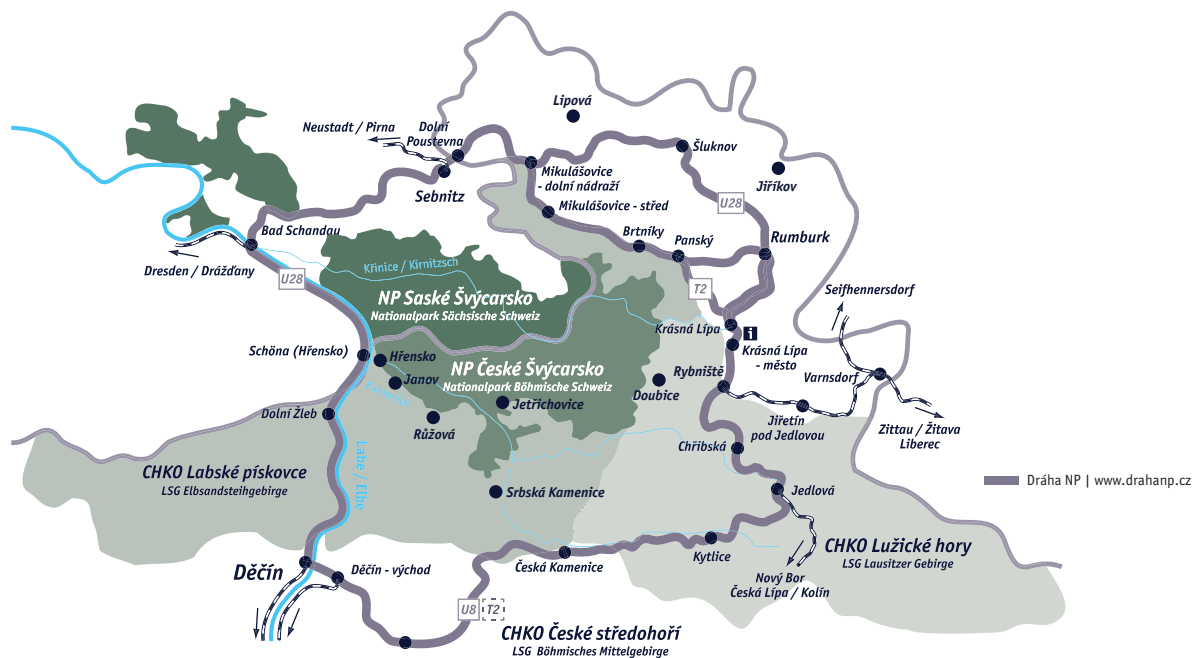 Lipová
Neustadt / Pirna
Dolní
Poustevna
Šluknov
Mikulášovice
- dolní nádraží
Jiříkov
Sebnitz
Mikulášovice - střed
U28
Bad Schandau
Brtníky
Panský
Rumburk
Dresden / Drážďany
Křinice / Kirnitzsch
U28
T2
Seifhennersdorf
NP Saské Švýcarsko
Nationalpark Sächsische Schweiz
Krásná Lípa
i
Schöna (Hřensko)
Hřensko
Krásná Lípa
- město
NP České Švýcarsko
Nationalpark Böhmische Schweiz
Rybniště
Varnsdorf
Janov
Doubice
Jetřichovice
Dolní Žleb
Růžová
Jiřetín
pod Jedlovou
Zittau / Žitava
Liberec
Chřibská
Labe / Elbe
CHKO Labské pískovce
LSG Elbsandsteihgebirge
Srbská Kamenice
Jedlová
Dráha NP | www.drahanp.cz
Kytlice
CHKO Lužické hory
LSG Lausitzer Gebirge
Česká Kamenice
Děčín
Děčín - východ
Nový Bor
Česká Lípa / Kolín
U8
T2
CHKO České středohoří
LSG Böhmisches Mittelgebirge